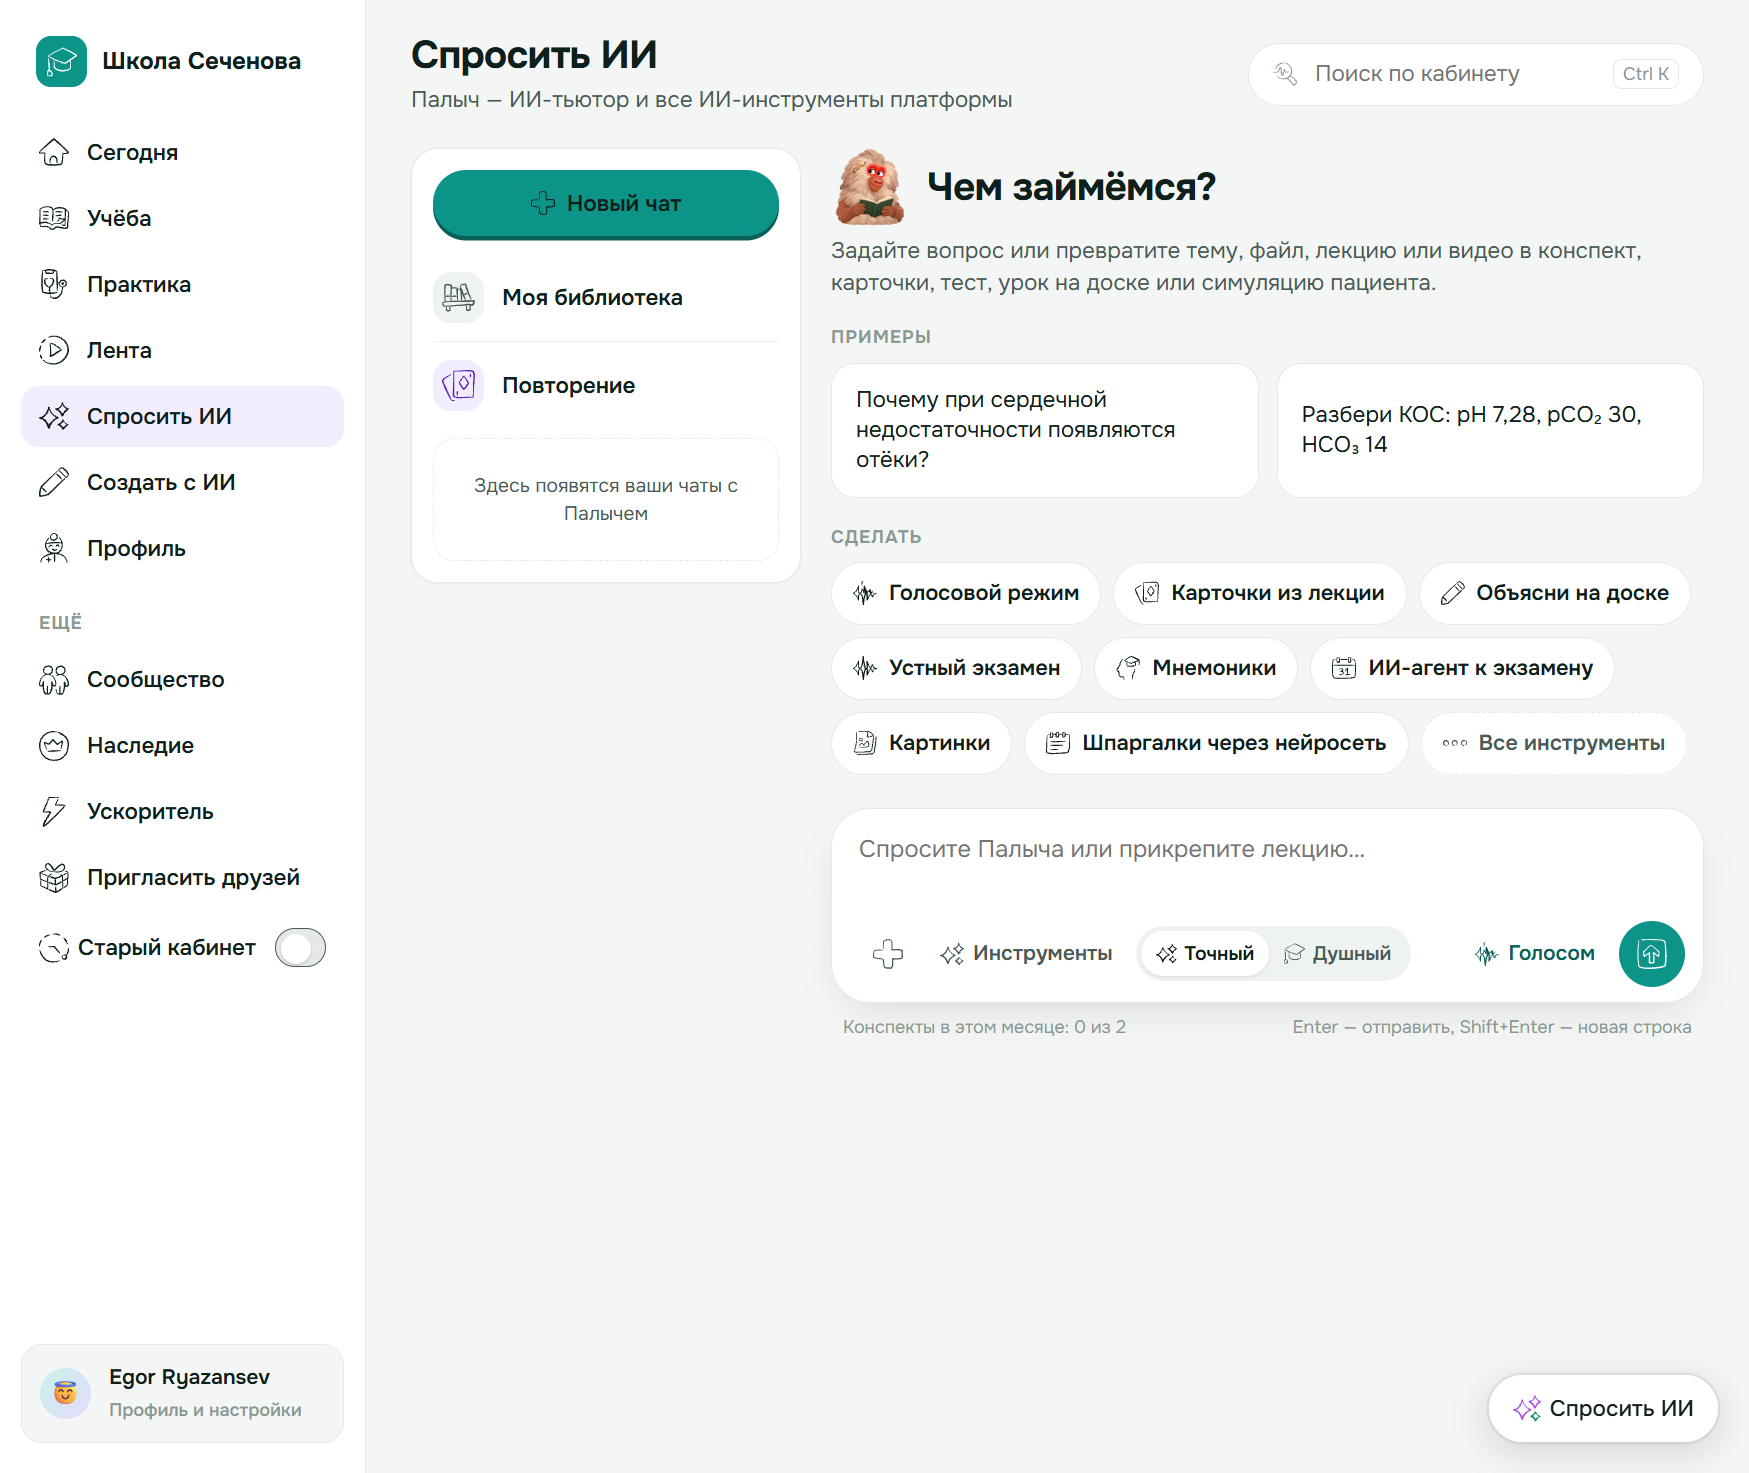 Школа Сеченова
Сегодня
Учёба
Практика
Лента
Спросить ИИ
Создать с ИИ
Профиль
ЕЩЁ
Сообщество
Наследие
Ускоритель
Пригласить друзей
Старый кабинет
Egor Ryazansev
Профиль и настройки
Спросить ИИ
Палыч — ИИ-тьютор и все ИИ-инструменты платформы
Поиск по кабинету
Ctrl K
Новый чат
Моя библиотека
Повторение
Здесь появятся ваши чаты с
Палычем
Чем займёмся?
Задайте вопрос или превратите тему, файл, лекцию или видео в конспект,
карточки, тест, урок на доске или симуляцию пациента.
ПРИМЕРЫ
Почему при сердечной
недостаточности появляются
отёки?
Разбери КОС: pH 7,28, pCO₂ 30,
HCO₃ 14
СДЕЛАТЬ
Голосовой режим
Карточки из лекции
Объясни на доске
Устный экзамен
Мнемоники
31
ИИ-агент к экзамену
Картинки
Шпаргалки через нейросеть
Все инструменты
Спросите Палыча или прикрепите лекцию...
Инструменты
Точный
Душный
Голосом
Конспекты в этом месяце: 0 из 2
Enter — отправить, Shift+Enter — новая строка
Спросить ИИ